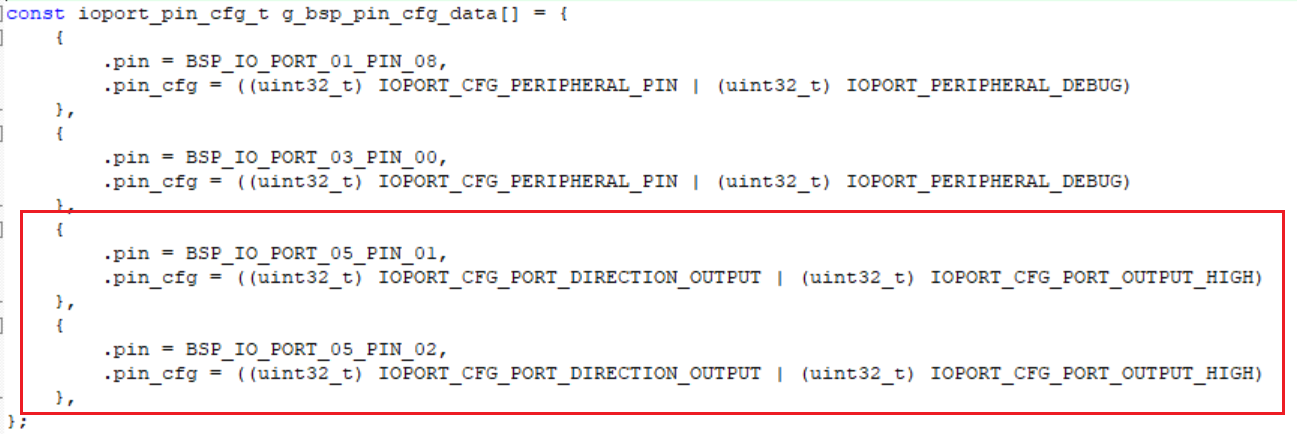 const ioport_pin_cfg_t g_bsp_pin_cfg_data[] = {
    {
        .pin = BSP_IO_PORT_01_PIN_08,
        .pin_cfg = ((uint32_t) IOPORT_CFG_PERIPHERAL_PIN | (uint32_t) IOPORT_PERIPHERAL_DEBUG)
    },
    {
        .pin = BSP_IO_PORT_03_PIN_00,
        .pin_cfg = ((uint32_t) IOPORT_CFG_PERIPHERAL_PIN | (uint32_t) IOPORT_PERIPHERAL_DEBUG)
    },
    {
        .pin = BSP_IO_PORT_05_PIN_01,
        .pin_cfg = ((uint32_t) IOPORT_CFG_PORT_DIRECTION_OUTPUT | (uint32_t) IOPORT_CFG_PORT_OUTPUT_HIGH)
    },
    {
        .pin = BSP_IO_PORT_05_PIN_02,
        .pin_cfg = ((uint32_t) IOPORT_CFG_PORT_DIRECTION_OUTPUT | (uint32_t) IOPORT_CFG_PORT_OUTPUT_HIGH)
    },
};